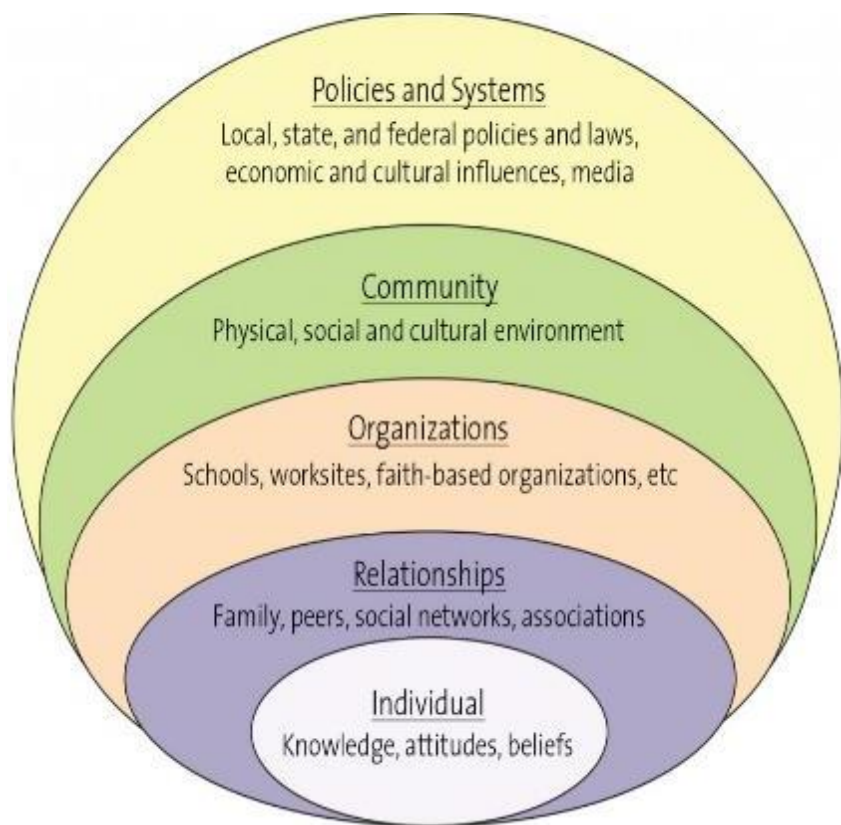 Policies and Systems
Local, state, and federal policies and laws,
economic and cultural influences, media
Community
Physical, social and cultural environment
Organizations
Schools, worksites, faith-based organizations, etc
Relationships
Family, peers, social networks, associations
Individual
Knowledge, attitudes, beliefs